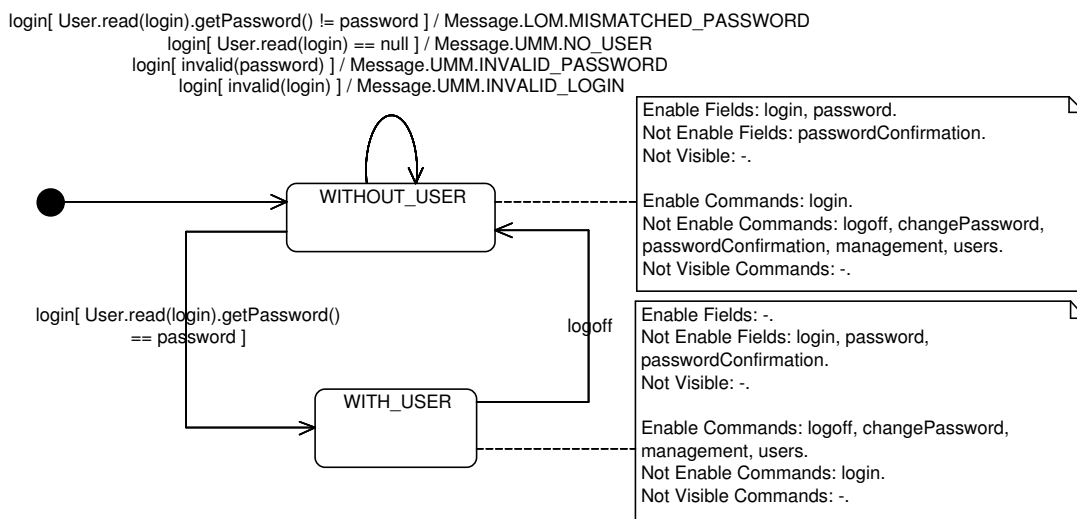 login[ User.read(login).getPassword() != password ] / Message.LOM.MISMATCHED_PASSWORD
login[ User.read(login) == null ] / Message.UMM.NO_USER
login[ invalid(password) ] / Message.UMM.INVALID_PASSWORD
login[ invalid(login) ] / Message.UMM.INVALID_LOGIN
Enable Fields: login, password.
Not Enable Fields: passwordConfirmation.
Not Visible: -.
Enable Commands: login.
Not Enable Commands: logoff, changePassword,
passwordConfirmation, management, users.
Not Visible Commands: -.
WITHOUT_USER
login[ User.read(login).getPassword()
== password ]
logoff
WITH_USER
Enable Fields: -.
Not Enable Fields: login, password,
passwordConfirmation.
Not Visible: -.
Enable Commands: logoff, changePassword,
management, users.
Not Enable Commands: login.
Not Visible Commands: -.